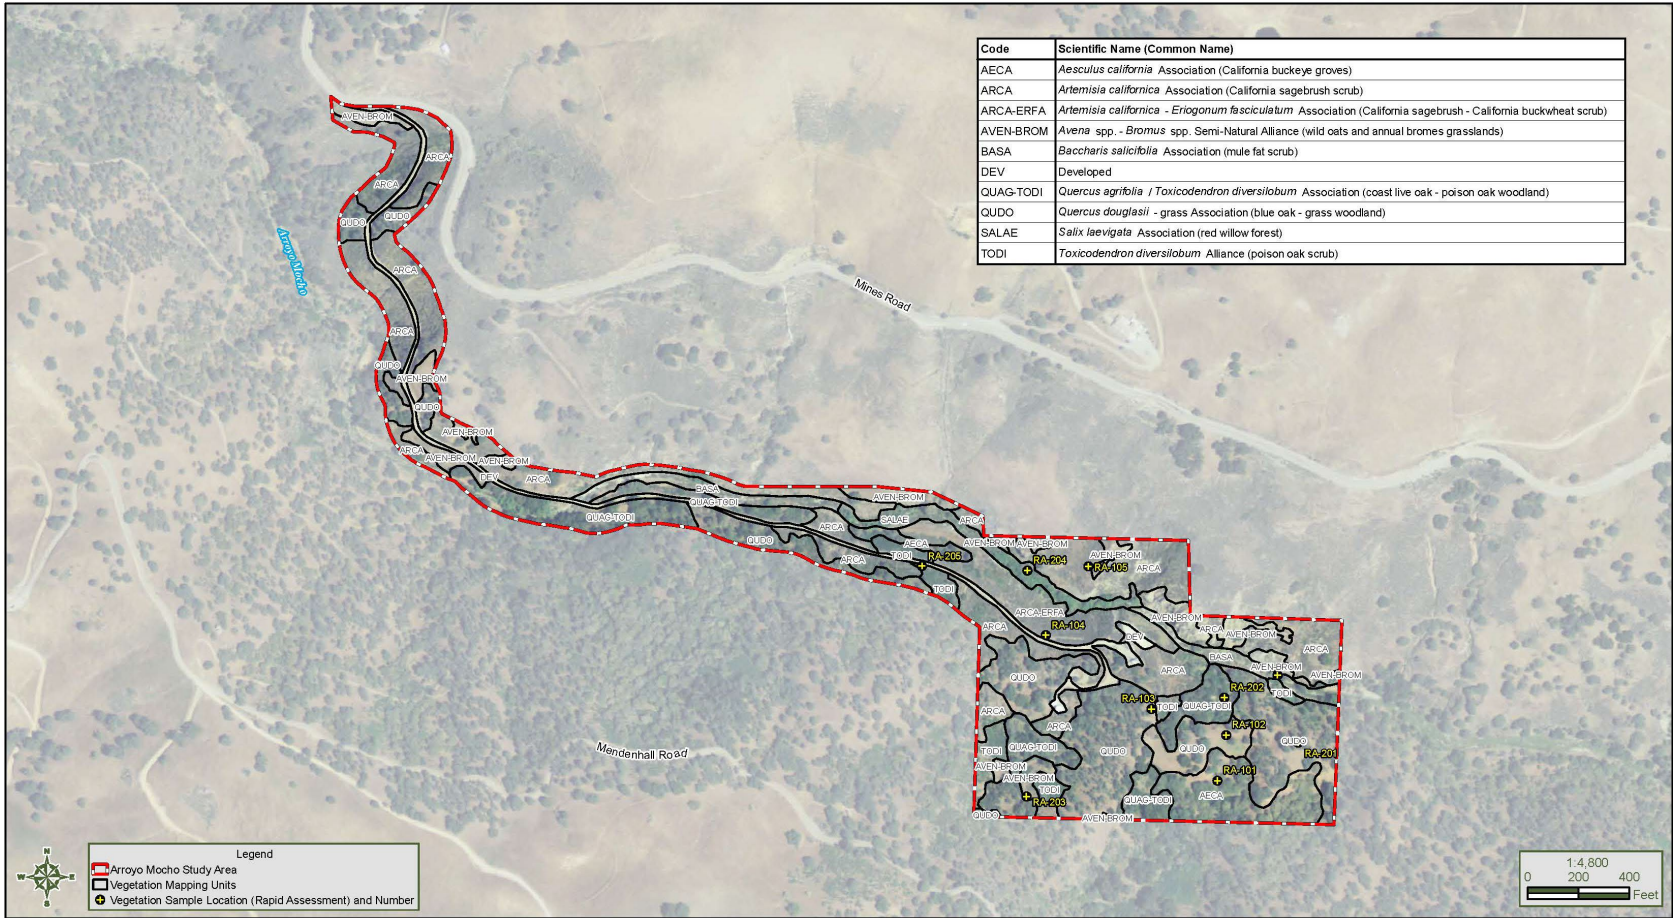 Code Scientific Name (Common Name)
AECA Aesculus california Association (California buckeye groves)
ARCA Artemisia californica Association (California sagebrush scrub)
ARCA-ERFA Artemisia californica - Eriogonum fasciculatum Association (California sagebrush - California buckwheat scrub)
AVEN-BROM Avena spp. - Bromus spp. Semi-Natural Alliance (wild oats and annual bromes grasslands)
BASA Baccharis salicifolia Association (mule fat scrub)
DEV Developed
QUAG-TODI Quercus agrifolia / Toxicodendron diversilobum Association (coast live oak - poison oak woodland)
QUDO Quercus douglasii - grass Association (blue oak - grass woodland)
SALAE Salix laevigata Association (red willow forest)
TODI Toxicodendron diversilobum Alliance (poison oak scrub)
AVEN-BROM
ARCA
ARCA
QUDO
QUDO
Arroyo Mocho
ARCA
Mines Road
ARCA
QUDO
AVEN-BROM
QUDO
AVEN-BROM
ARCA
AVEN-BROM
AVEN-BROM
DEV
ARCA
BASA
QUAG-TODI
AVEN-BROM
QUAG-TODI
SALAE
ARCA
ARCA
QUDO
AECA
AVEN-BROM
AVEN-BROM
AVEN-BROM
ARCA
TODI
RA-205
RA-204
RA-105
ARCA
TODI
ARCA-ERFA
AVEN-BROM
ARCA
RA-104
DEV
ARCA
AVEN-BROM
ARCA
BASA
ARCA
QUDO
AVEN-BROM
AVEN-BROM
RA-202
TODI
RA-103
TODI
QUAG-TODI
ARCA
ARCA
RA-102
TODI
QUAG-TODI
QUDO
QUDO
QUDO
RA-201
Mendenhall Road
AVEN-BROM
AVEN-BROM
RA-101
TODI
RA-203
QUAG-TODI
AECA
QUDO
AVEN-BROM
N
W E
S
Legend
Arroyo Mocho Study Area
Vegetation Mapping Units
Vegetation Sample Location (Rapid Assessment) and Number
1:4,800
0 200 400
Feet